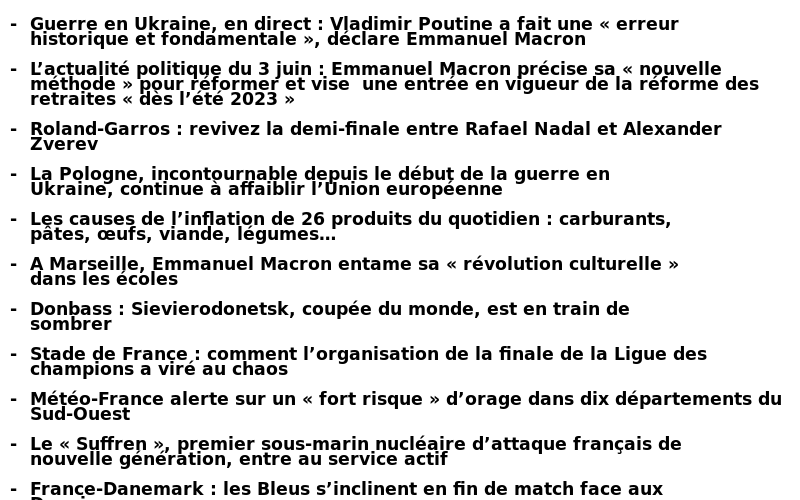 - Guerre en Ukraine, en direct : Vladimir Poutine a fait une « erreur
historique et fondamentale », déclare Emmanuel Macron
- L’actualité politique du 3 juin : Emmanuel Macron précise sa « nouvelle
méthode » pour réformer et vise  une entrée en vigueur de la réforme des
retraites « dès l’été 2023 »
- Roland-Garros : revivez la demi-finale entre Rafael Nadal et Alexander
Zverev
- La Pologne, incontournable depuis le début de la guerre en
Ukraine, continue à affaiblir l’Union européenne
- Les causes de l’inflation de 26 produits du quotidien : carburants,
pâtes, œufs, viande, légumes…
- A Marseille, Emmanuel Macron entame sa « révolution culturelle »
dans les écoles
- Donbass : Sievierodonetsk, coupée du monde, est en train de
sombrer
- Stade de France : comment l’organisation de la finale de la Ligue des
champions a viré au chaos
- Météo-France alerte sur un « fort risque » d’orage dans dix départements du
Sud-Ouest
- Le « Suffren », premier sous-marin nucléaire d’attaque français de
nouvelle génération, entre au service actif
- France-Danemark : les Bleus s’inclinent en fin de match face aux